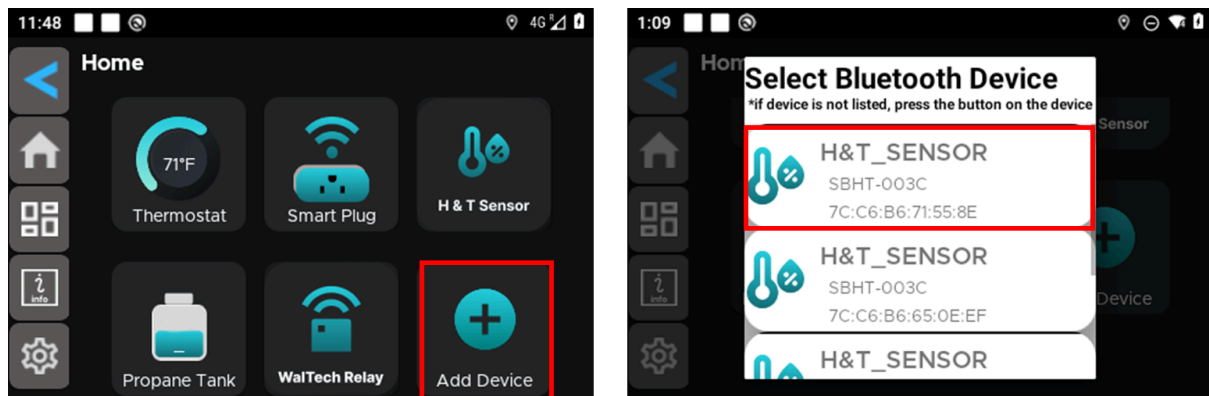 11:48
4G R
Home
71°F
Thermostat
Smart Plug
H & T Sensor
info
Propane Tank
WalTech Relay
Add Device
1:09
Hom
Select Bluetooth Device
*if device is not listed, press the button on the device
Sensor
H&T_SENSOR
SBHT-003C
7C:C6:B6:71:55:8E
H&T_SENSOR
SBHT-003C
7C:C6:B6:65:0E:EF
info
Device
H&T_SENSOR